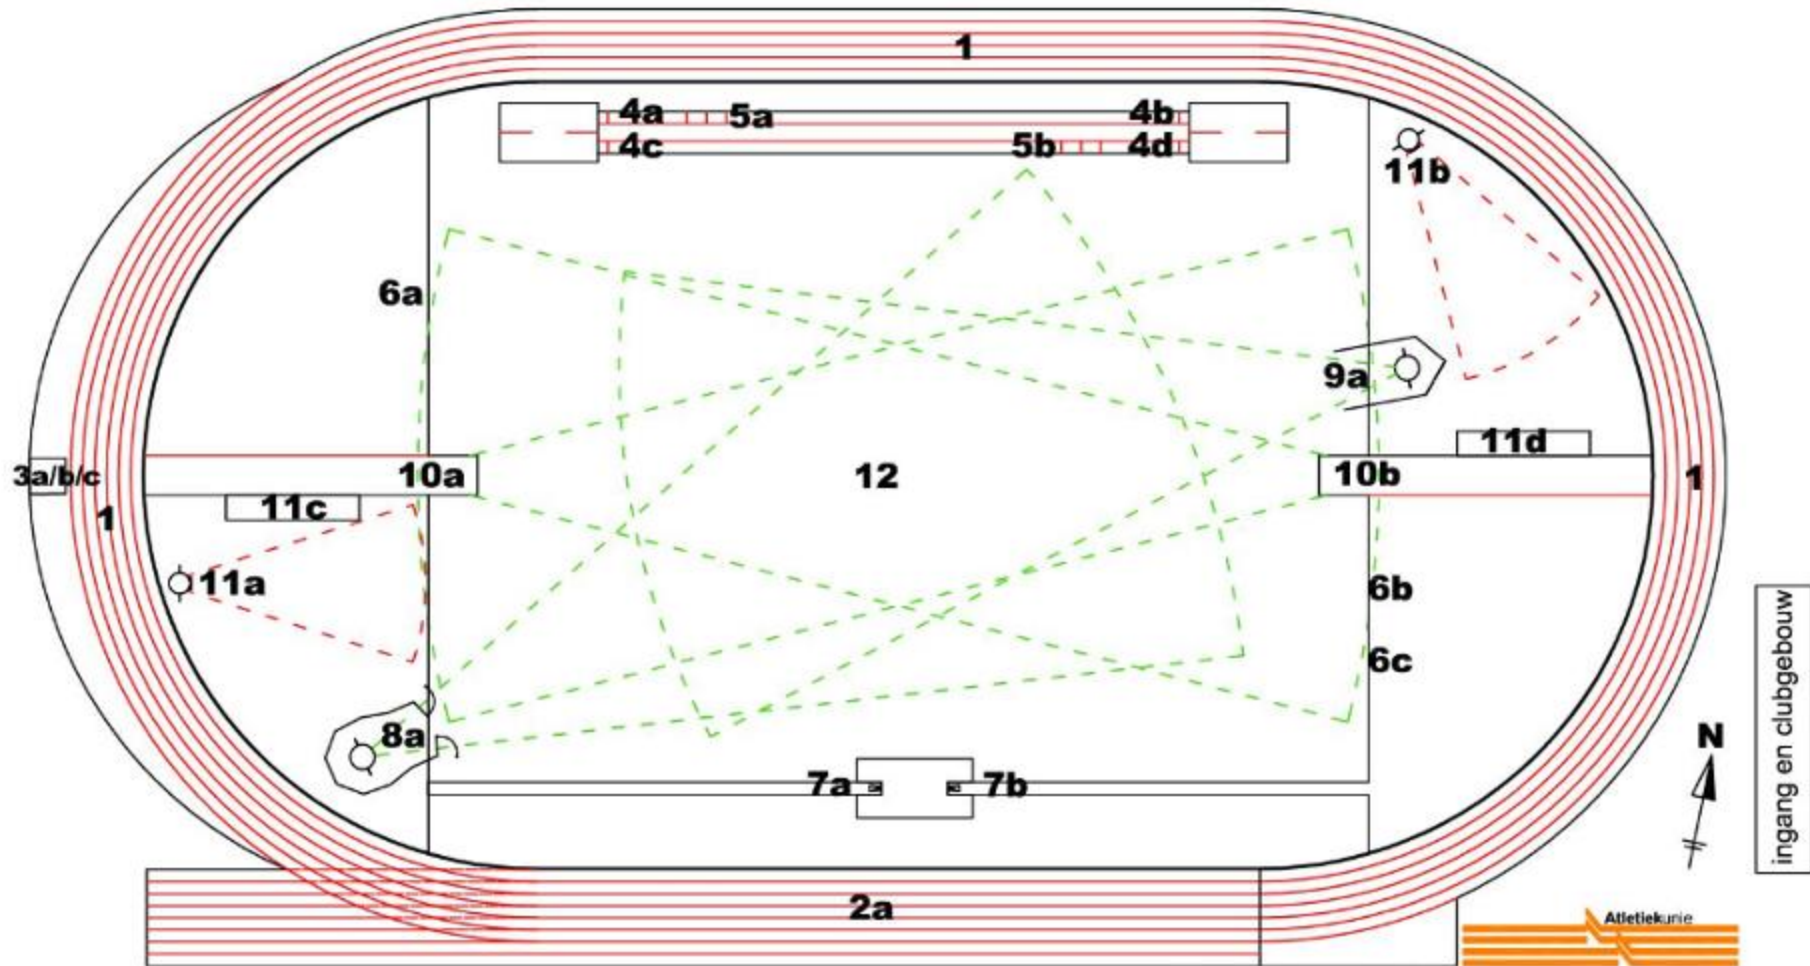 1
4a
5a
4b
4c
5b
4d
11b
6a
9a
11d
3a/b/c
10a
12
10b
1
11c
1
11a
6b
6c
8a
7a
7b
N
ingang en clubgebouw
2a
Atletiekunie